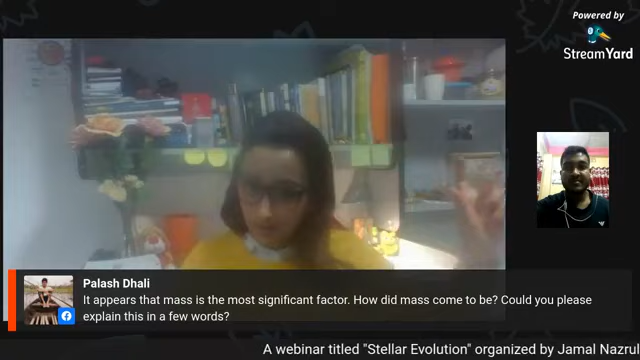 Powered by
StreamYard
Palash Dhali
It appears that mass is the most significant factor. How did mass come to be? Could you please
explain this in a few words?
A webinar titled "Stellar Evolution" organized by Jamal Nazrul